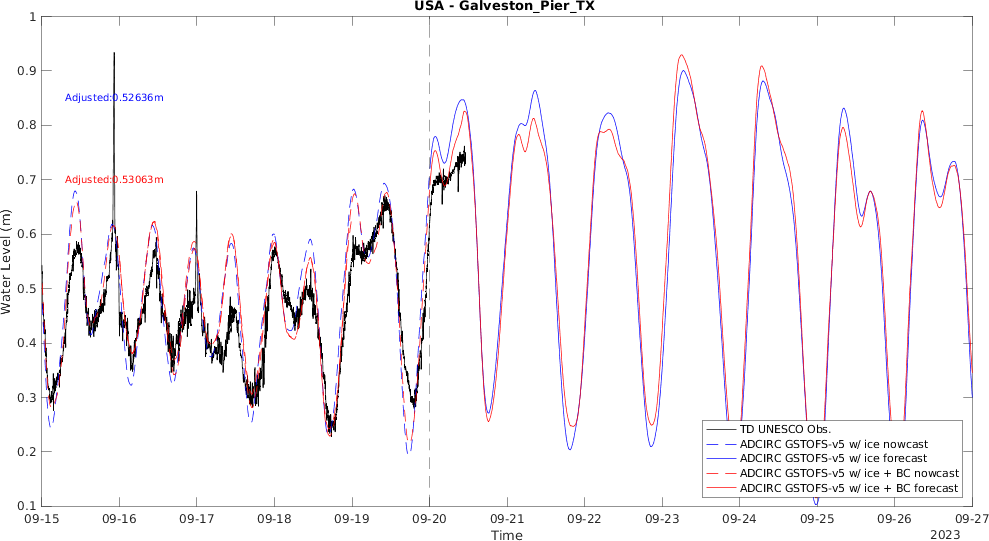 USA - Galveston_Pier_TX
1
0.9
0.8
0.7
0.6
0.5
0.4
0.3
0.2
0.1
Water Level (m)
Adjusted:0.52636m
Adjusted:0.53063m
TD UNESCO Obs.
ADCIRC GSTOFS-v5 w/ ice nowcast
ADCIRC GSTOFS-v5 w/ ice forecast
ADCIRC GSTOFS-v5 w/ ice + BC nowcast
ADCIRC GSTOFS-v5 w/ ice + BC forecast
09-15 09-16 09-17 09-18 09-19 09-20 09-21 09-22 09-23 09-24 09-25 09-26 09-27
Time
2023